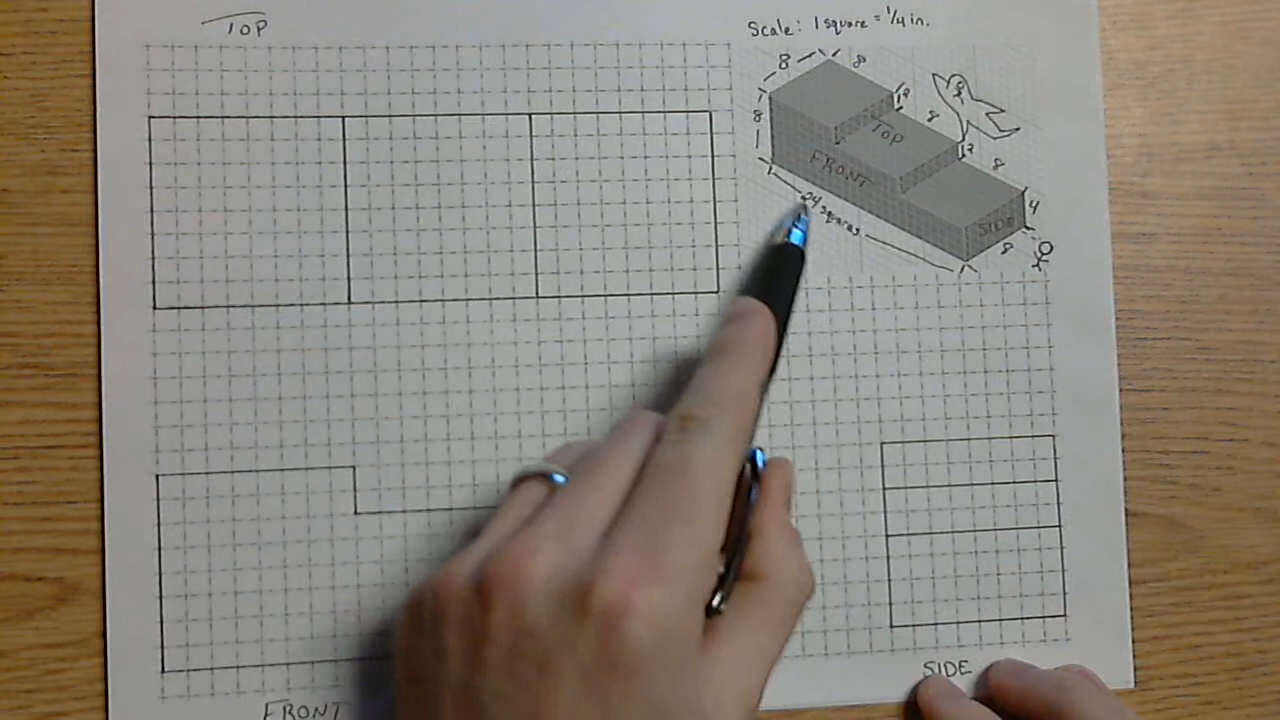 TOP
Scale: 1 square = 1/4 in.
8
8
8
2
8
TOP
FRONT
2
8
24 squares
4
SIDE
8
SIDE
FRONT